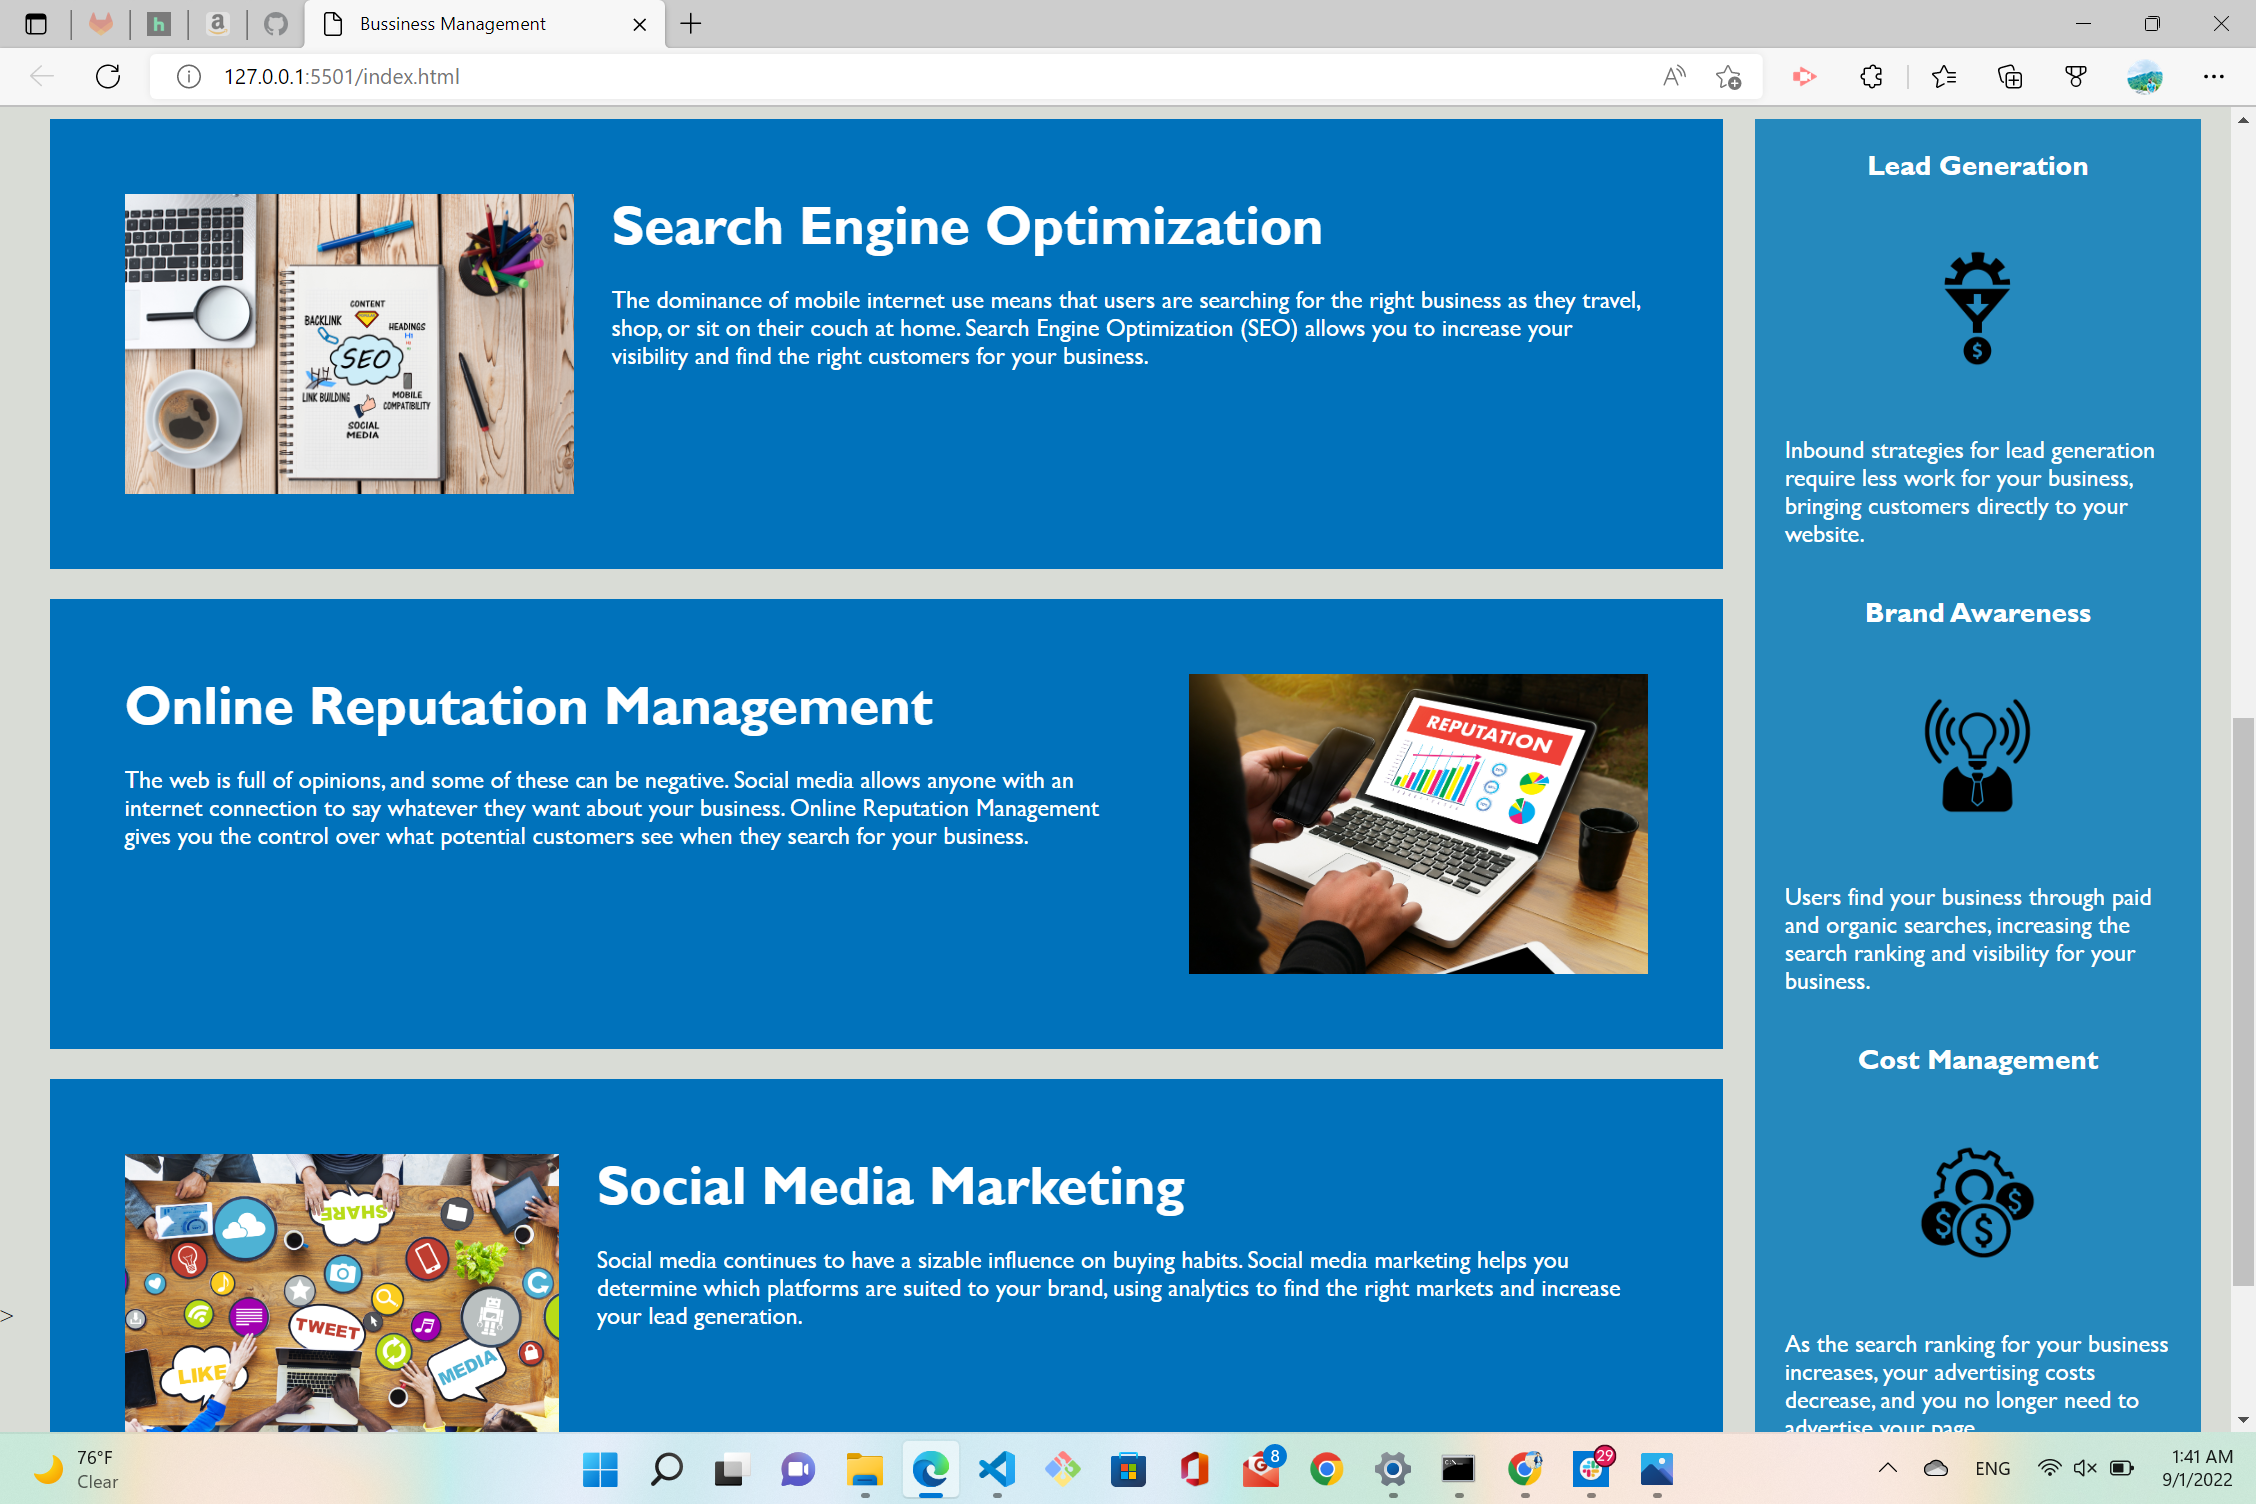 Bussiness Management
127.0.0.1:5501/index.html
Search Engine Optimization
The dominance of mobile internet use means that users are searching for the right business as they travel,
shop, or sit on their couch at home. Search Engine Optimization (SEO) allows you to increase your
visibility and find the right customers for your business.
CONTENT
BACKLINK
HEADINGS
SEO
LINK BUILDING
MOBILE
COMPATIBILITY
SOCIAL
MEDIA
Online Reputation Management
The web is full of opinions, and some of these can be negative. Social media allows anyone with an
internet connection to say whatever they want about your business. Online Reputation Management
gives you the control over what potential customers see when they search for your business.
REPUTATION
Social Media Marketing
Social media continues to have a sizable influence on buying habits. Social media marketing helps you
determine which platforms are suited to your brand, using analytics to find the right markets and increase
your lead generation.
SHARE
TWEET
LIKE
MEDIA
>
Lead Generation
$
Inbound strategies for lead generation
require less work for your business,
bringing customers directly to your
website.
Brand Awareness
Users find your business through paid
and organic searches, increasing the
search ranking and visibility for your
business.
Cost Management
$ $ $
As the search ranking for your business
increases, your advertising costs
decrease, and you no longer need to
advertise your page.
76°F
Clear
8
29
ENG
1:41 AM
9/1/2022